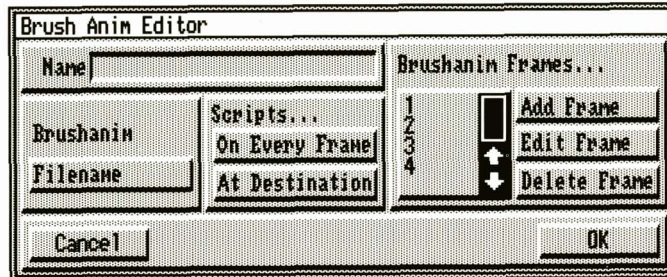 Brush Anim Editor
Name
Brushanim
Filename
Scripts...
On Every Frame
At Destination
Brushanim Frames...
1
2
3
4
Add Frame
Edit Frame
Delete Frame
Cancel
OK